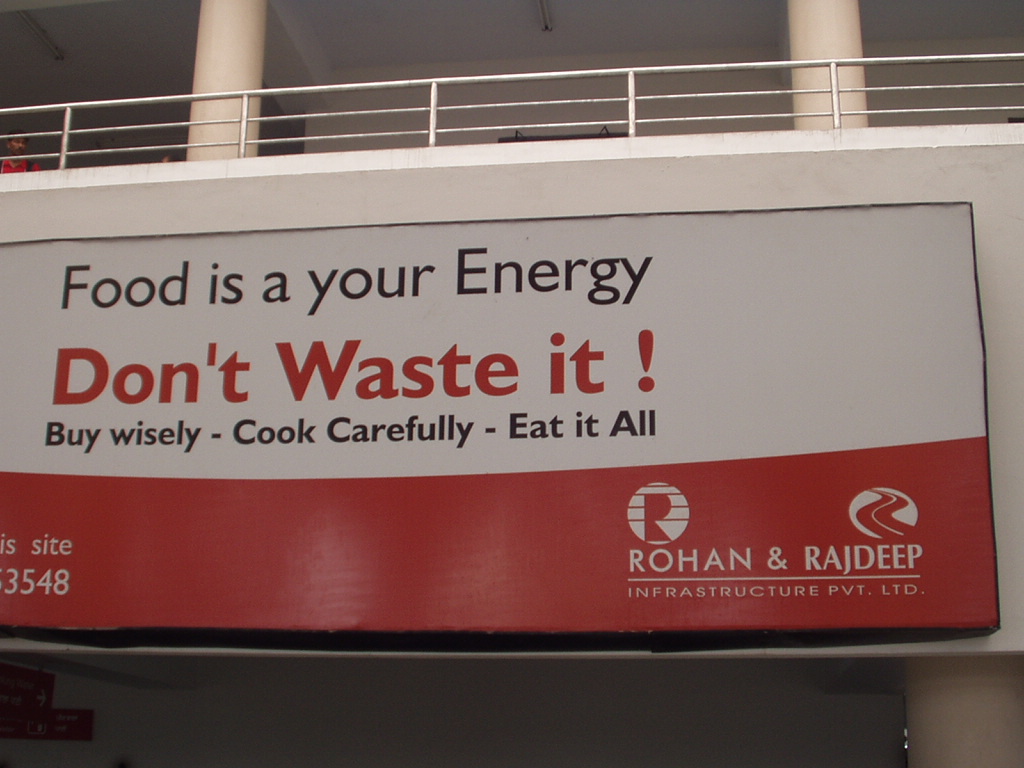 Food is a your Energy
Don't Waste it !
Buy wisely - Cook Carefully - Eat it All
is site
53548
ROHAN & RAJDEEP
INFRASTRUCTURE PVT. LTD.